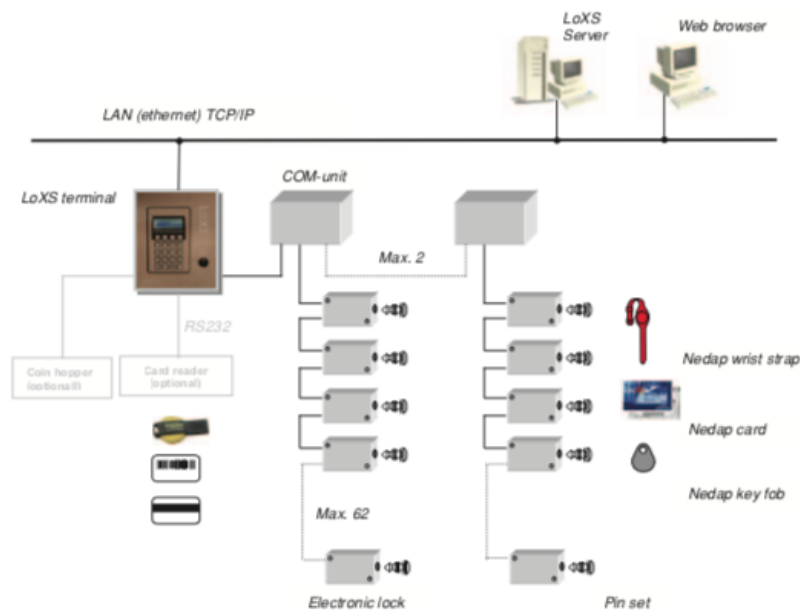 LoXS
Server
Web browser
LAN (ethernet) TCP/IP
LoXS terminal
COM-unit
Max. 2
RS232
Coin hopper
(optionall)
Card reader
(optional)
Nedap wrist strap
Nedap card
Nedap key fob
Max. 62
Electronic lock
Pin set